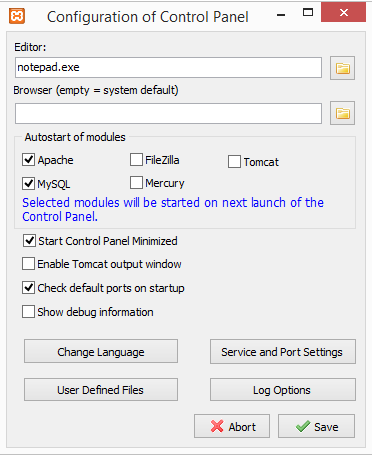 Configuration of Control Panel
Editor:
notepad.exe
Browser (empty = system default)
Autostart of modules
Apache FileZilla Tomcat
MySQL Mercury
Selected modules will be started on next launch of the
Control Panel.
Start Control Panel Minimized
Enable Tomcat output window
Check default ports on startup
Show debug information
Change Language Service and Port Settings
User Defined Files Log Options
Abort Save